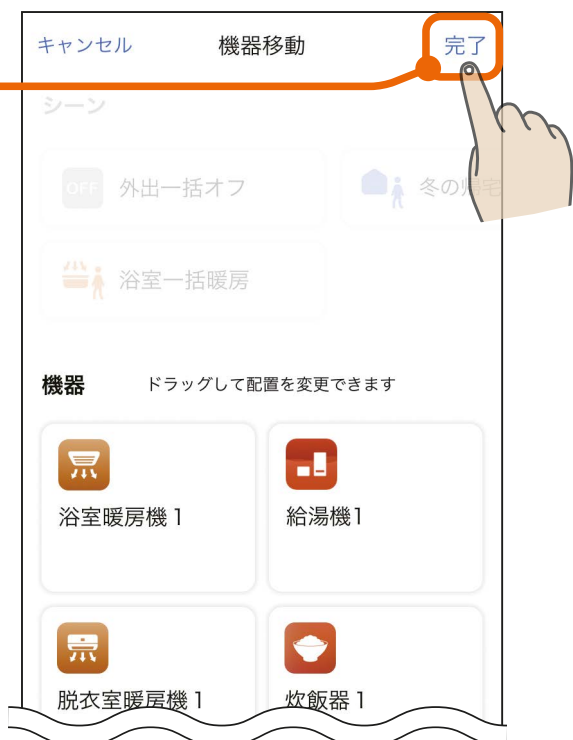 キャンセル 機器移動 完了
シーン
OFF 外出一括オフ 冬の帰宅
浴室一括暖房
機器 ドラッグして配置を変更できます
浴室暖房機 1 給湯機1
脱衣室暖房機 1 炊飯器 1